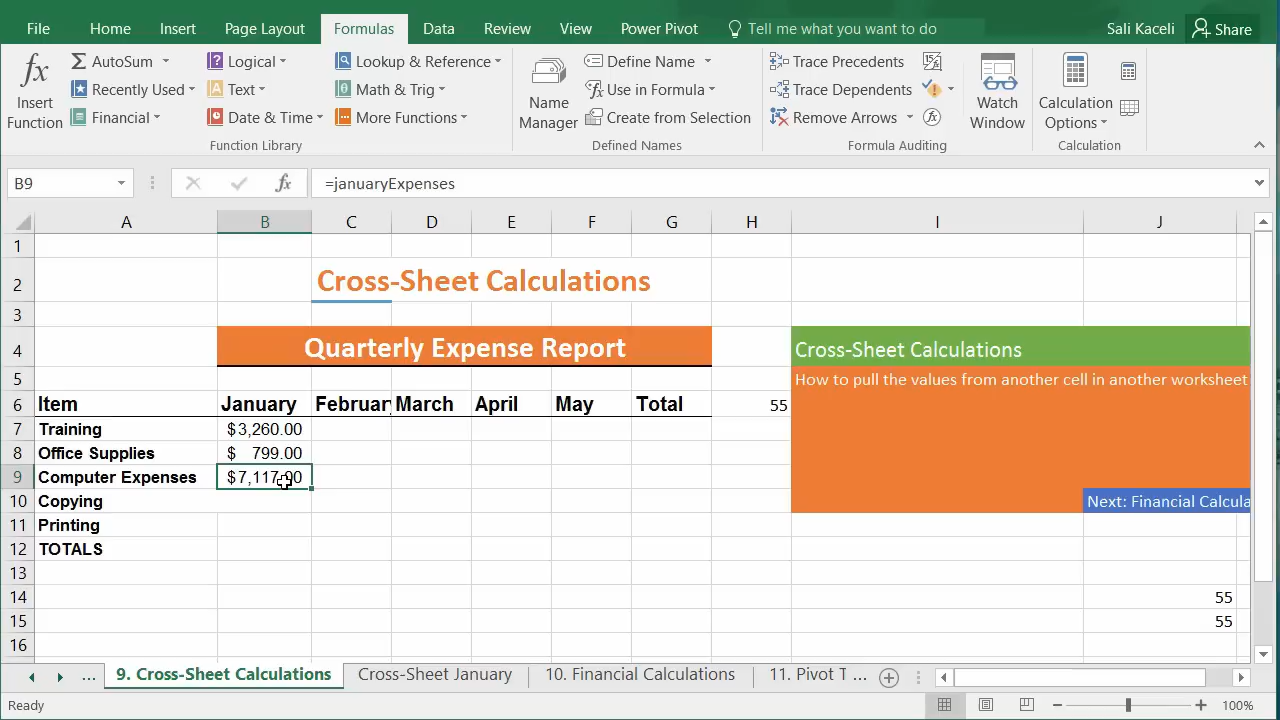 File Home Insert Page Layout Formulas Data Review View Power Pivot Tell me what you want to do Sali Kaceli Share
fx Insert Function
Σ AutoSum
Recently Used
Financial
Logical
Text
Date & Time
Lookup & Reference
Math & Trig
More Functions
Function Library
Name Manager
Define Name
Use in Formula
Create from Selection
Defined Names
Trace Precedents
Trace Dependents
Remove Arrows
fx
Watch Window
Formula Auditing
Calculation Options
Calculation
B9 fx =januaryExpenses
A B C D E F G H I J
1
2 Cross-Sheet Calculations
3
4 Quarterly Expense Report Cross-Sheet Calculations
5 How to pull the values from another cell in another worksheet
6 Item January Februar March April May Total 55
7 Training $3,260.00
8 Office Supplies $ 799.00
9 Computer Expenses $7,117.00
10 Copying Next: Financial Calcula
11 Printing
12 TOTALS
13
14 55
15 55
16
... 9. Cross-Sheet Calculations Cross-Sheet January 10. Financial Calculations 11. Pivot T ...
Ready 100%